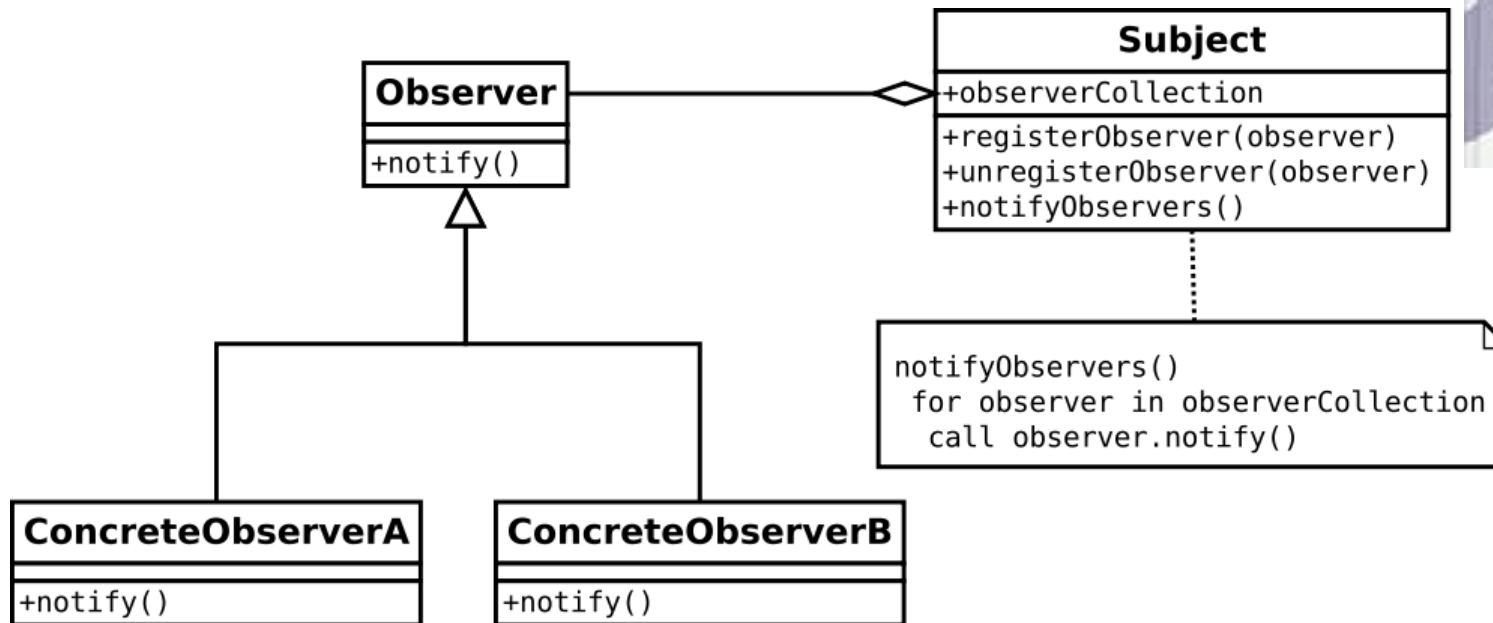 Subject
+observerCollection
+registerObserver(observer)
+unregisterObserver(observer)
+notifyObservers()
Observer
+notify()
notifyObservers()
for observer in observerCollection
call observer.notify()
ConcreteObserverA
+notify()
ConcreteObserverB
+notify()